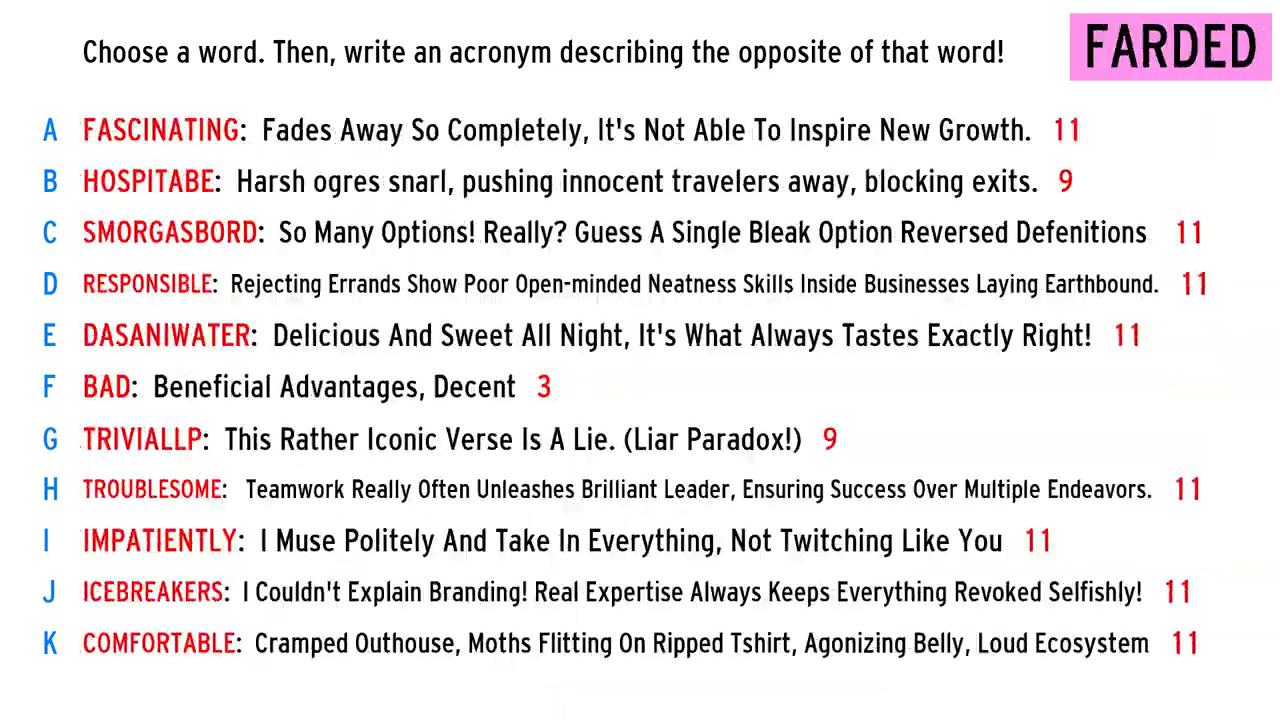 Choose a word. Then, write an acronym describing the opposite of that word!
FARDED
A FASCINATING: Fades Away So Completely, It's Not Able To Inspire New Growth. 11
B HOSPITABE: Harsh ogres snarl, pushing innocent travelers away, blocking exits. 9
C SMORGASBORD: So Many Options! Really? Guess A Single Bleak Option Reversed Defenitions 11
D RESPONSIBLE: Rejecting Errands Show Poor Open-minded Neatness Skills Inside Businesses Laying Earthbound. 11
E DASANIWATER: Delicious And Sweet All Night, It's What Always Tastes Exactly Right! 11
F BAD: Beneficial Advantages, Decent 3
G TRIVIALLP: This Rather Iconic Verse Is A Lie. (Liar Paradox!) 9
H TROUBLESOME: Teamwork Really Often Unleashes Brilliant Leader, Ensuring Success Over Multiple Endeavors. 11
I IMPATIENTLY: I Muse Politely And Take In Everything, Not Twitching Like You 11
J ICEBREAKERS: I Couldn't Explain Branding! Real Expertise Always Keeps Everything Revoked Selfishly! 11
K COMFORTABLE: Cramped Outhouse, Moths Flitting On Ripped Tshirt, Agonizing Belly, Loud Ecosystem 11